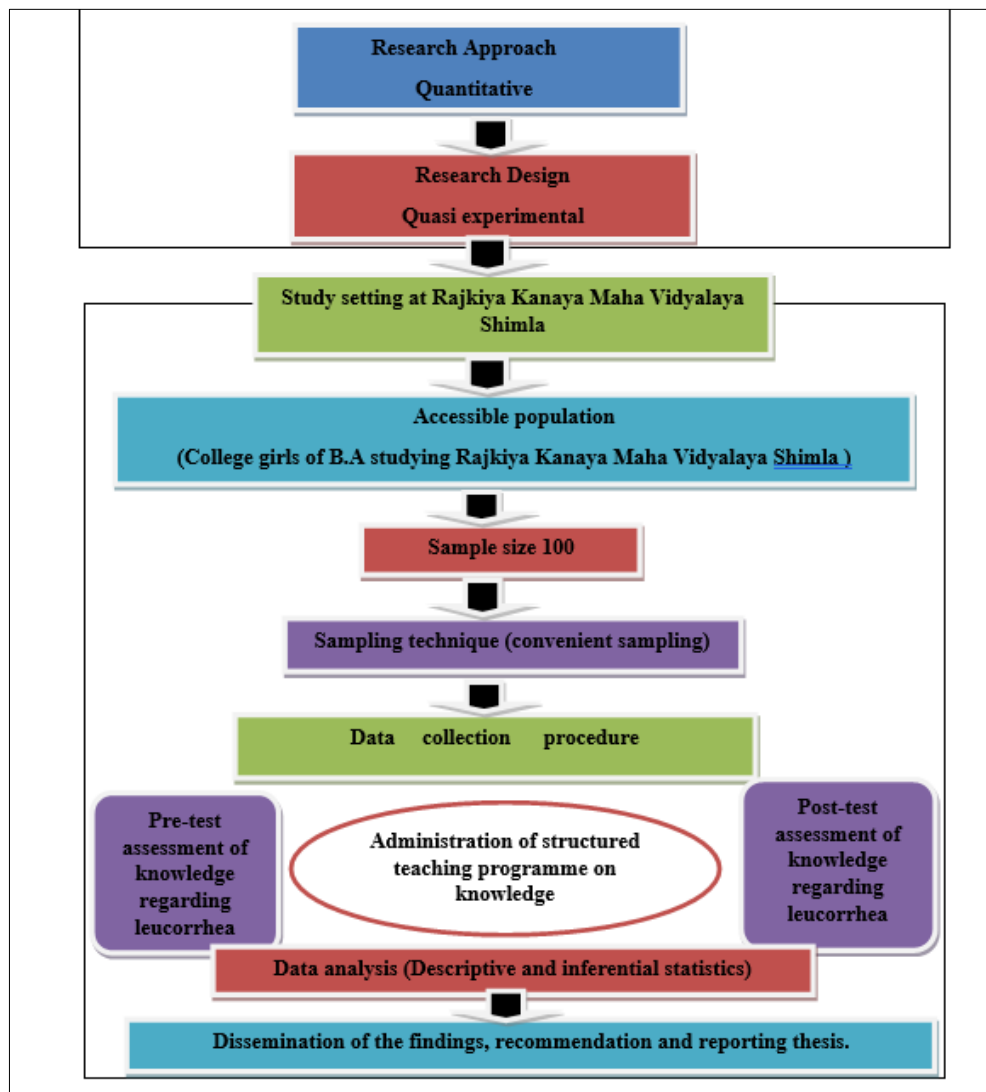 Research Approach
Quantitative
Research Design
Quasi experimental
Study setting at Rajkiya Kanaya Maha Vidyalaya
Shimla
Accessible population
(College girls of B.A studying Rajkiya Kanaya Maha Vidyalaya Shimla )
Sample size 100
Sampling technique (convenient sampling)
Data collection procedure
Pre-test
assessment of
knowledge
regarding
leucorrhea
Administration of structured
teaching programme on
knowledge
Post-test
assessment of
knowledge
regarding
leucorrhea
Data analysis (Descriptive and inferential statistics)
Dissemination of the findings, recommendation and reporting thesis.